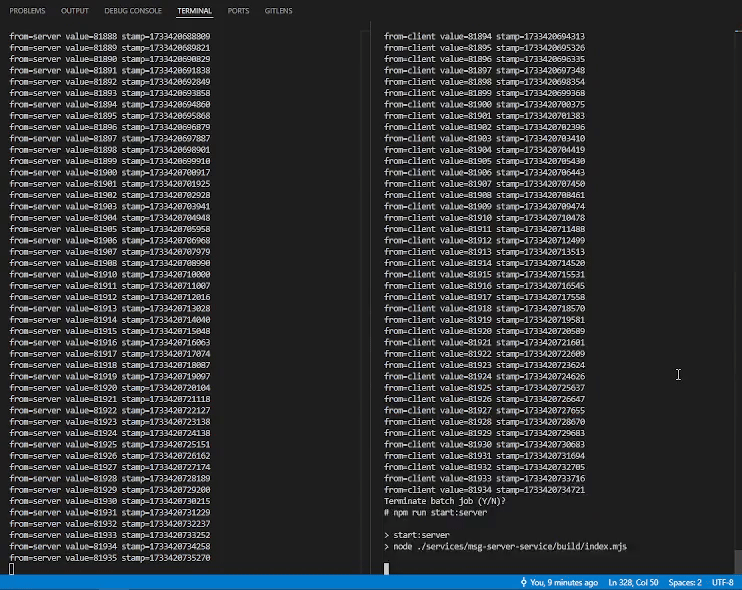 PROBLEMS OUTPUT DEBUG CONSOLE TERMINAL PORTS GITLENS
from=server value=81888 stamp=1733420688809
from=server value=81889 stamp=1733420689821
from=server value=81890 stamp=1733420690829
from=server value=81891 stamp=1733420691838
from=server value=81892 stamp=1733420692849
from=server value=81893 stamp=1733420693858
from=server value=81894 stamp=1733420694860
from=server value=81895 stamp=1733420695868
from=server value=81896 stamp=1733420696879
from=server value=81897 stamp=1733420697887
from=server value=81898 stamp=1733420698901
from=server value=81899 stamp=1733420699910
from=server value=81900 stamp=1733420700917
from=server value=81901 stamp=1733420701925
from=server value=81902 stamp=1733420702928
from=server value=81903 stamp=1733420703941
from=server value=81904 stamp=1733420704948
from=server value=81905 stamp=1733420705958
from=server value=81906 stamp=1733420706968
from=server value=81907 stamp=1733420707979
from=server value=81908 stamp=1733420708990
from=server value=81910 stamp=1733420710000
from=server value=81911 stamp=1733420711007
from=server value=81912 stamp=1733420712016
from=server value=81913 stamp=1733420713028
from=server value=81914 stamp=1733420714040
from=server value=81915 stamp=1733420715048
from=server value=81916 stamp=1733420716063
from=server value=81917 stamp=1733420717074
from=server value=81918 stamp=1733420718087
from=server value=81919 stamp=1733420719097
from=server value=81920 stamp=1733420720104
from=server value=81921 stamp=1733420721118
from=server value=81922 stamp=1733420722127
from=server value=81923 stamp=1733420723138
from=server value=81924 stamp=1733420724138
from=server value=81925 stamp=1733420725151
from=server value=81926 stamp=1733420726162
from=server value=81927 stamp=1733420727174
from=server value=81928 stamp=1733420728189
from=server value=81929 stamp=1733420729200
from=server value=81930 stamp=1733420730215
from=server value=81931 stamp=1733420731229
from=server value=81932 stamp=1733420732237
from=server value=81933 stamp=1733420733252
from=server value=81934 stamp=1733420734258
from=server value=81935 stamp=1733420735270
from=client value=81894 stamp=1733420694313
from=client value=81895 stamp=1733420695326
from=client value=81896 stamp=1733420696335
from=client value=81897 stamp=1733420697348
from=client value=81898 stamp=1733420698354
from=client value=81899 stamp=1733420699368
from=client value=81900 stamp=1733420700375
from=client value=81901 stamp=1733420701383
from=client value=81902 stamp=1733420702396
from=client value=81903 stamp=1733420703410
from=client value=81904 stamp=1733420704419
from=client value=81905 stamp=1733420705430
from=client value=81906 stamp=1733420706443
from=client value=81907 stamp=1733420707450
from=client value=81908 stamp=1733420708461
from=client value=81909 stamp=1733420709474
from=client value=81910 stamp=1733420710478
from=client value=81911 stamp=1733420711488
from=client value=81912 stamp=1733420712499
from=client value=81913 stamp=1733420713513
from=client value=81914 stamp=1733420714520
from=client value=81915 stamp=1733420715531
from=client value=81916 stamp=1733420716545
from=client value=81917 stamp=1733420717558
from=client value=81918 stamp=1733420718570
from=client value=81919 stamp=1733420719581
from=client value=81920 stamp=1733420720589
from=client value=81921 stamp=1733420721601
from=client value=81922 stamp=1733420722609
from=client value=81923 stamp=1733420723624
from=client value=81924 stamp=1733420724626
from=client value=81925 stamp=1733420725637
from=client value=81926 stamp=1733420726647
from=client value=81927 stamp=1733420727655
from=client value=81928 stamp=1733420728670
from=client value=81929 stamp=1733420729683
from=client value=81930 stamp=1733420730683
from=client value=81931 stamp=1733420731694
from=client value=81932 stamp=1733420732705
from=client value=81933 stamp=1733420733716
from=client value=81934 stamp=1733420734721
Terminate batch job (Y/N)?
# npm run start:server
> start:server
> node ./services/msg-server-service/build/index.mjs
You, 9 minutes ago Ln 328, Col 50 Spaces: 2 UTF-8